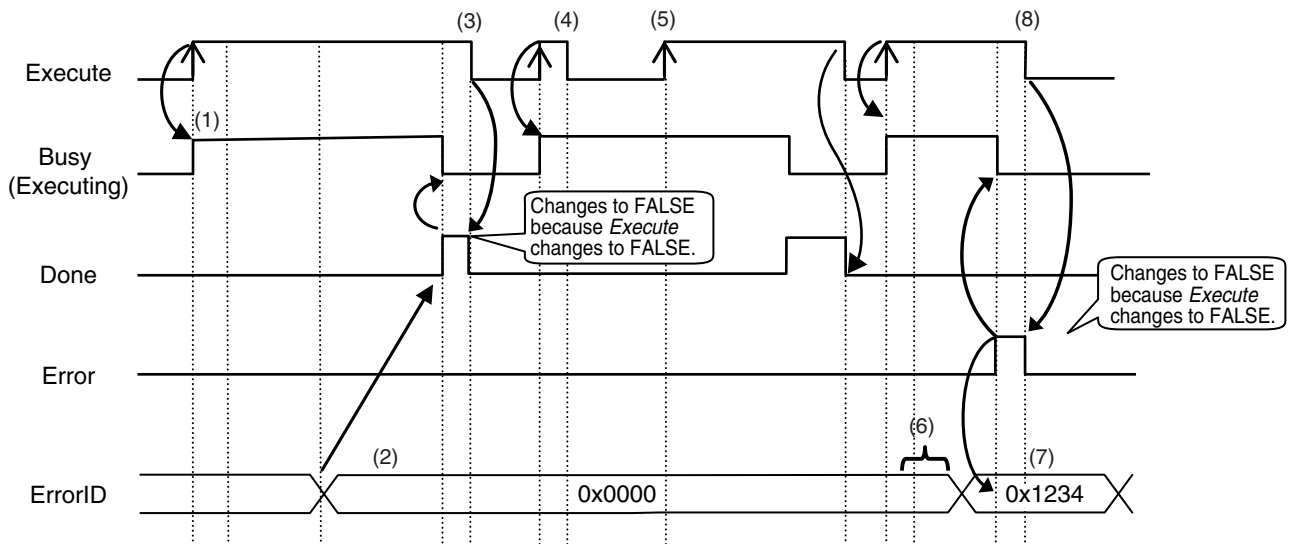 (3)
(4)
(5)
(8)
Execute
(1)
Busy
(Executing)
Changes to FALSE
because Execute
changes to FALSE.
Done
Changes to FALSE
because Execute
changes to FALSE.
Error
(6)
(2)
(7)
ErrorID
0x0000
0x1234